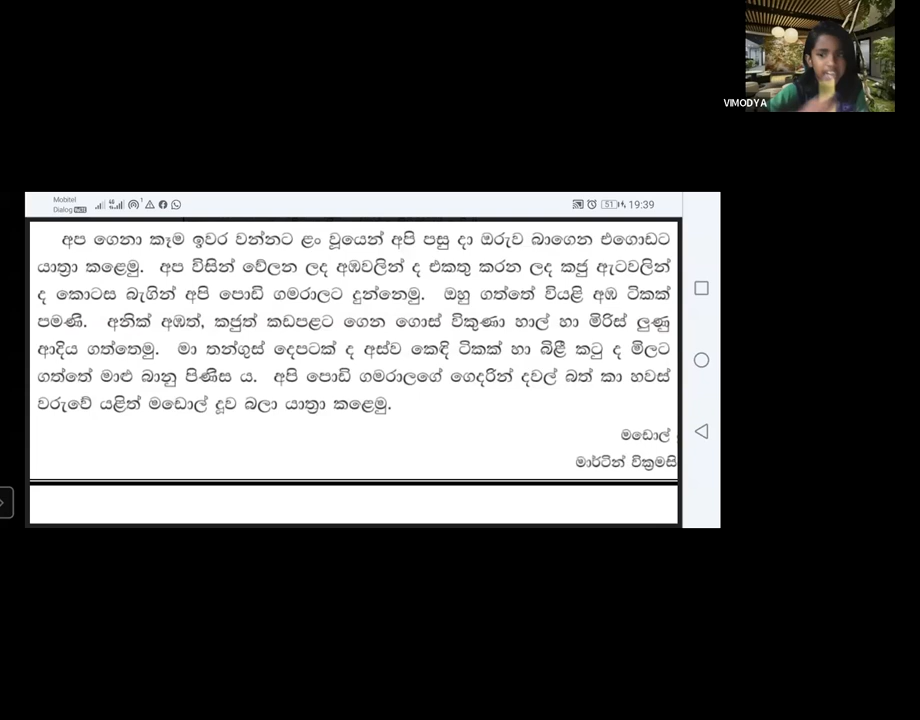 VIMODYA
Mobitel
Dialog VoLTE
51 19:39
අප ගෙනා කෑම ඉවර වන්නට ළං වූයෙන් අපි පසු දා ඔරුව බාගෙන එගොඩට
යාත්‍රා කළෙමු. අප විසින් වේලන ලද අඹවලින් ද එකතු කරන ලද කජු ඇටවලින්
ද කොටස බැගින් අපි පොඩි ගමරාලට දුන්නෙමු. ඔහු ගත්තේ වියළි අඹ ටිකක්
පමණි. අනික් අඹත්, කජුත් කඩපළට ගෙන ගොස් විකුණා හාල් හා මිරිස් ලුණු
ආදිය ගත්තෙමු. මා තන්ගුස් දෙපටක් ද අස්ව කෙඳි ටිකක් හා බිළී කටු ද මිලට
ගත්තේ මාළු බානු පිණිස ය. අපි පොඩි ගමරාලගේ ගෙදරින් දවල් බත් කා හවස්
වරුවේ යළිත් මඩොල් දූව බලා යාත්‍රා කළෙමු.
මඩොල්
මාර්ටින් වික්‍රමසි